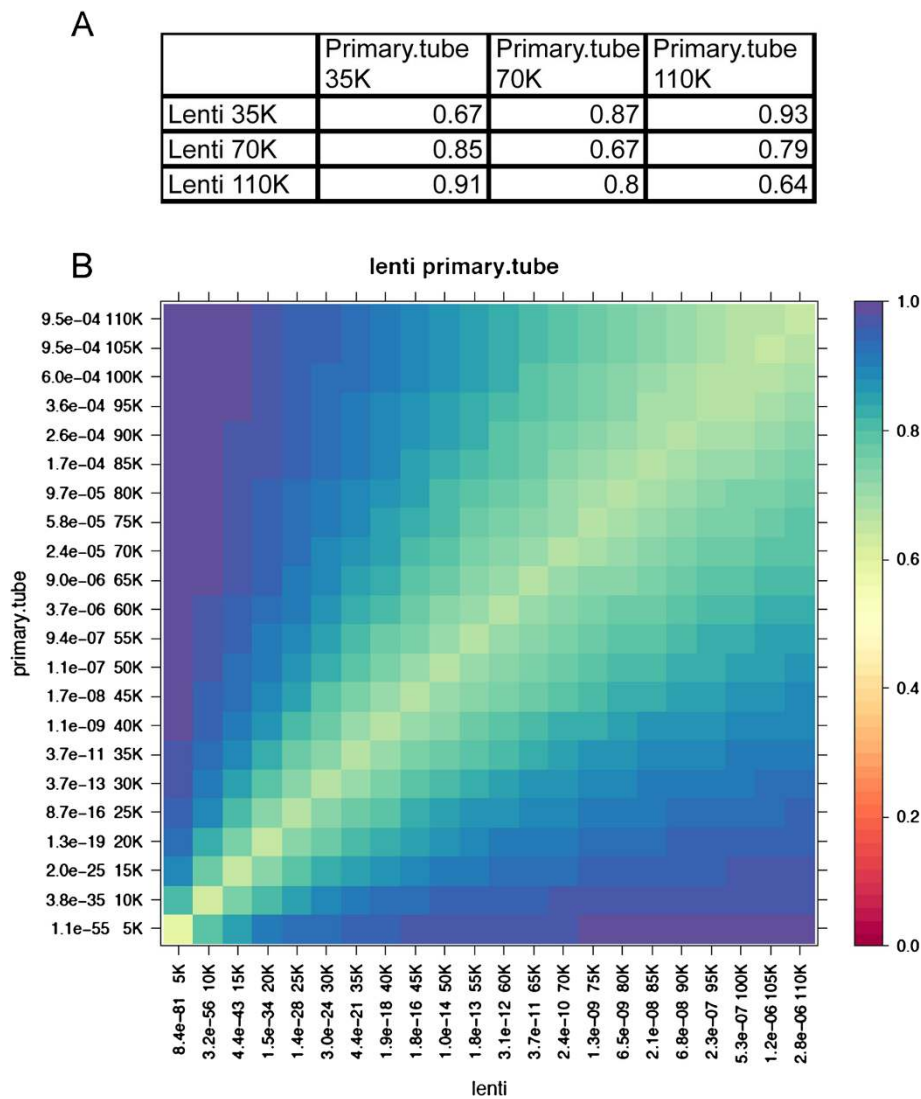 A
Primary.tube 35K Primary.tube 70K Primary.tube 110K
Lenti 35K 0.67 0.87 0.93
Lenti 70K 0.85 0.67 0.79
Lenti 110K 0.91 0.8 0.64
B
lenti primary.tube
9.5e−04 110K
9.5e−04 105K
6.0e−04 100K
3.6e−04 95K
2.6e−04 90K
1.7e−04 85K
9.7e−05 80K
5.8e−05 75K
2.4e−05 70K
9.0e−06 65K
3.7e−06 60K
9.4e−07 55K
1.1e−07 50K
1.7e−08 45K
1.1e−09 40K
3.7e−11 35K
3.7e−13 30K
8.7e−16 25K
1.3e−19 20K
2.0e−25 15K
3.8e−35 10K
1.1e−55 5K
primary.tube
1.0
0.8
0.6
0.4
0.2
0.0
8.4e−81 5K
3.2e−56 10K
4.4e−43 15K
1.5e−34 20K
1.4e−28 25K
3.0e−24 30K
4.4e−21 35K
1.9e−18 40K
1.8e−16 45K
1.0e−14 50K
1.8e−13 55K
3.1e−12 60K
3.7e−11 65K
2.4e−10 70K
1.3e−09 75K
6.5e−09 80K
2.1e−08 85K
6.8e−08 90K
2.3e−07 95K
5.3e−07 100K
1.2e−06 105K
2.8e−06 110K
lenti